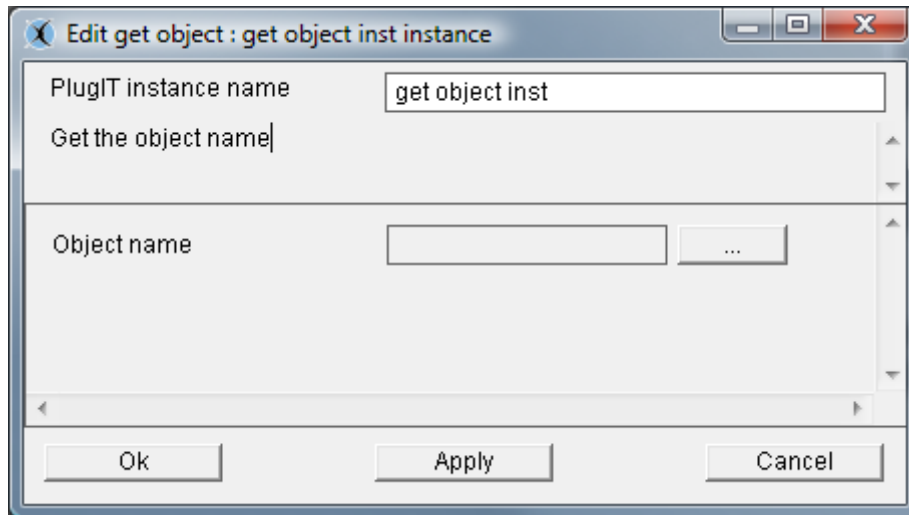 Edit get object : get object inst instance
PlugIT instance name get object inst
Get the object name
Object name ...
Ok Apply Cancel